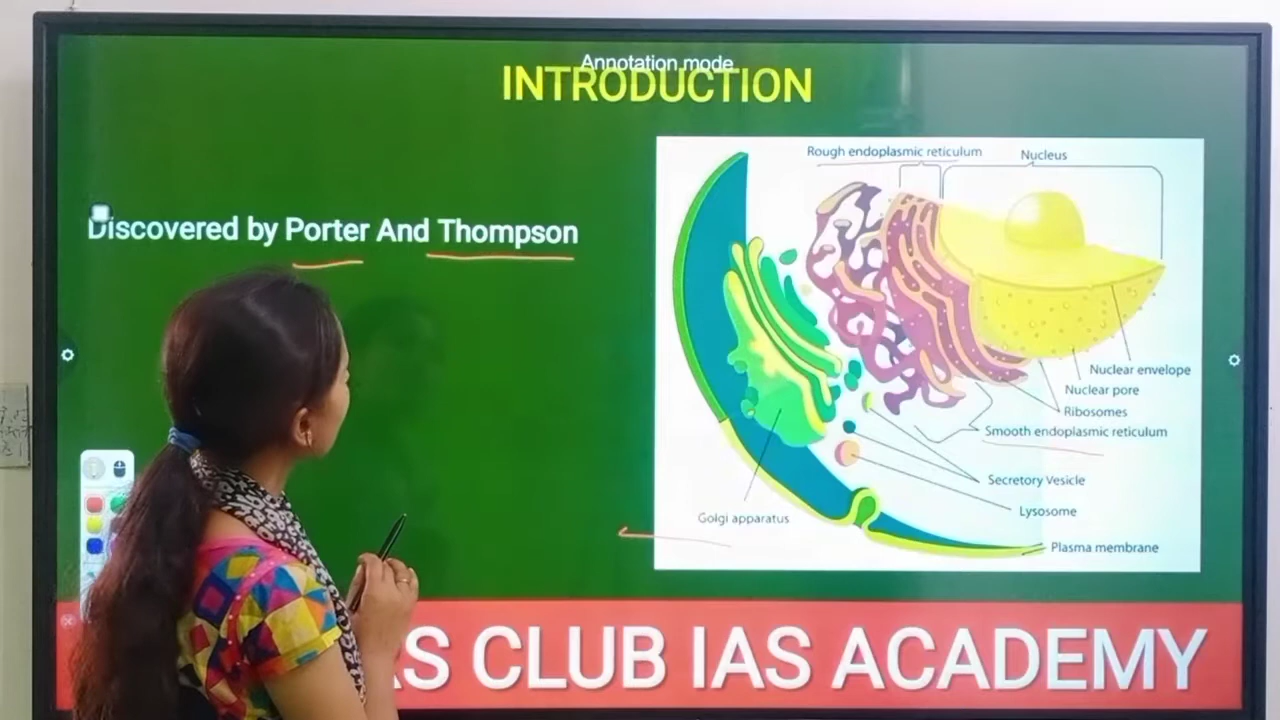 Annotation mode
INTRODUCTION
Discovered by Porter And Thompson
Rough endoplasmic reticulum
Nucleus
Nuclear envelope
Nuclear pore
Ribosomes
Smooth endoplasmic reticulum
Secretory Vesicle
Lysosome
Golgi apparatus
Plasma membrane
S CLUB IAS ACADEMY